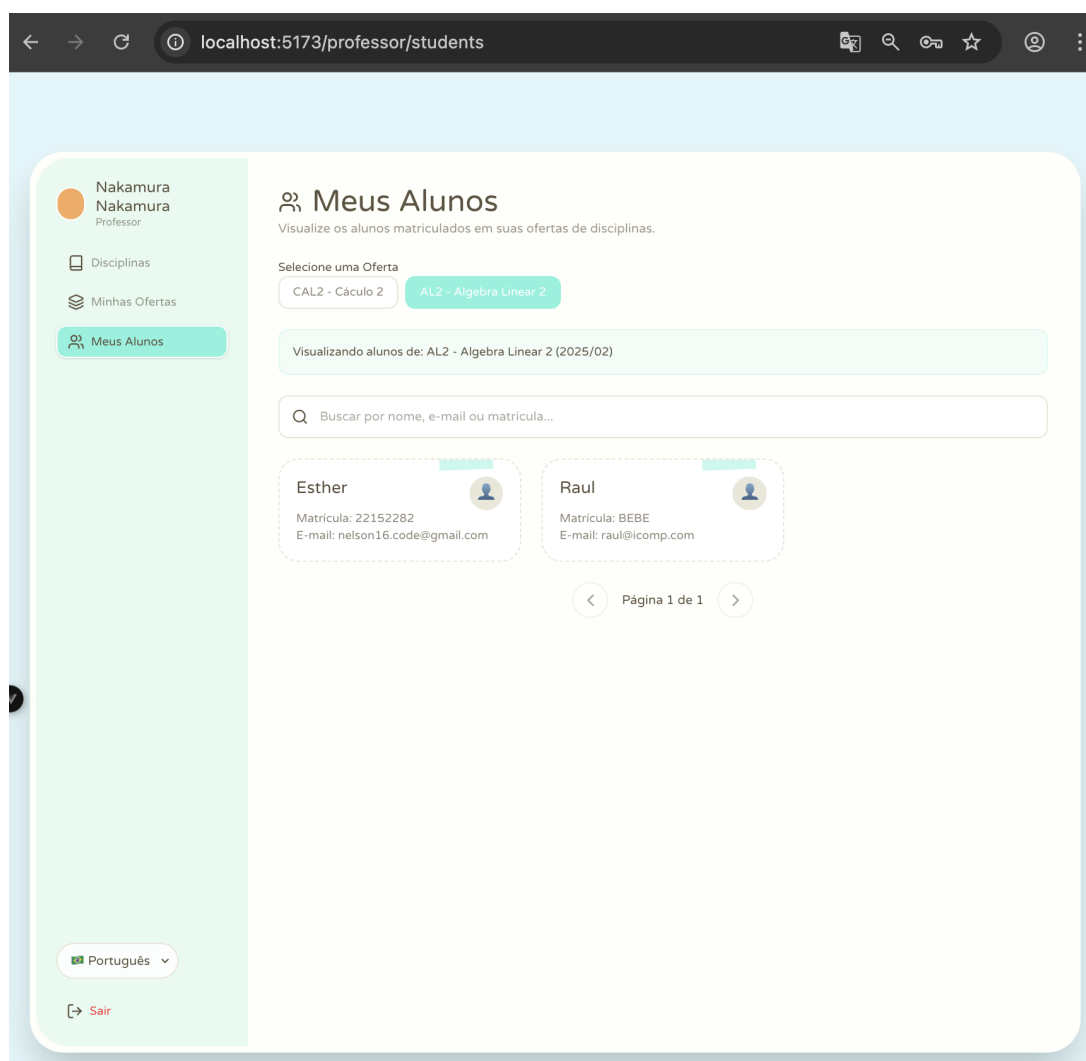 localhost:5173/professor/students
Nakamura
Nakamura
Professor
Disciplinas
Minhas Ofertas
Meus Alunos
Português
Sair
Meus Alunos
Visualize os alunos matriculados em suas ofertas de disciplinas.
Selecione uma Oferta
CAL2 - Cáculo 2
AL2 - Algebra Linear 2
Visualizando alunos de: AL2 - Algebra Linear 2 (2025/02)
Buscar por nome, e-mail ou matrícula...
Esther
Matrícula: 22152282
E-mail: nelson16.code@gmail.com
Raul
Matrícula: BEBE
E-mail: raul@icomp.com
Página 1 de 1